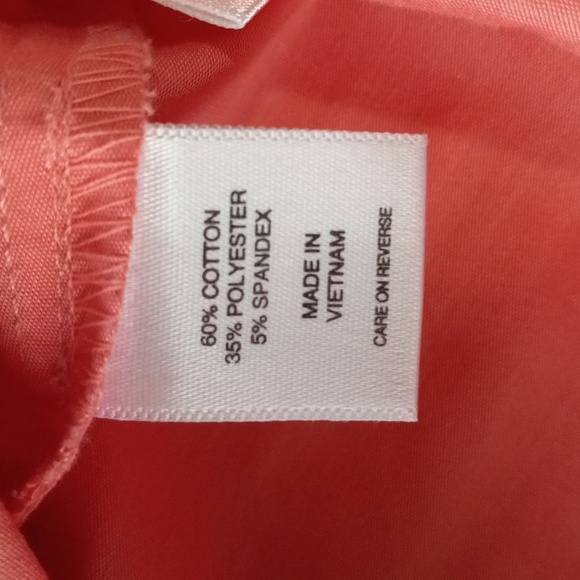 60% COTTON
35% POLYESTER
5% SPANDEX
MADE IN
VIETNAM
CARE ON REVERSE